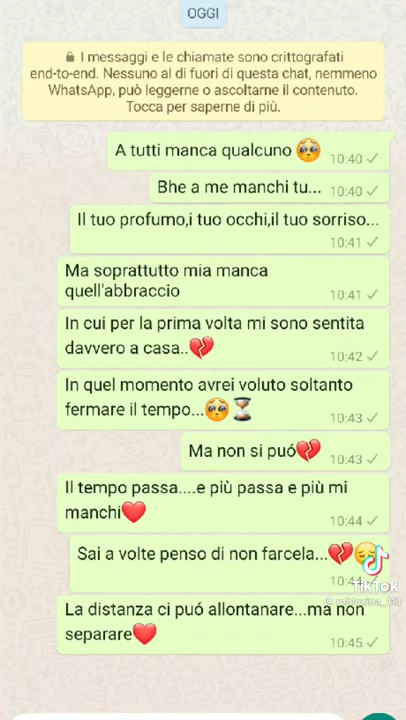 OGGI
I messaggi e le chiamate sono crittografati
end-to-end. Nessuno al di fuori di questa chat, nemmeno
WhatsApp, può leggerne o ascoltarne il contenuto.
Tocca per saperne di più.
A tutti manca qualcuno 🥺
10:40
Bhe a me manchi tu...
10:40
Il tuo profumo,i tuo occhi,il tuo sorriso...
10:41
Ma soprattutto mia manca
quell'abbraccio
10:41
In cui per la prima volta mi sono sentita
davvero a casa..💔
10:42
In quel momento avrei voluto soltanto
fermare il tempo...🥺⏳
10:43
Ma non si puó💔
10:43
Il tempo passa....e più passa e più mi
manchi❤️
10:44
Sai a volte penso di non farcela...💔😔
10:44
TikTok
La distanza ci puó allontanare...ma non
separare❤️
10:45